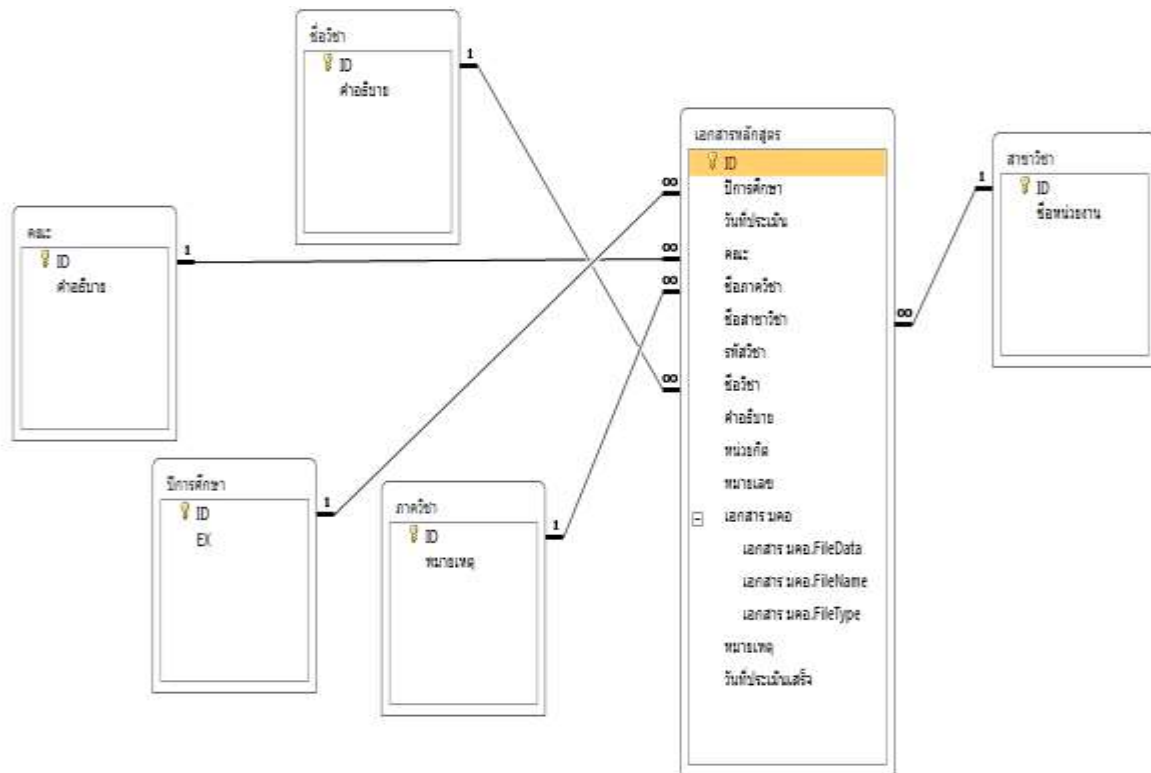 ชื่อวิชา
ID
คำอธิบาย
1
เอกสารหลักสูตร
ID
ปีการศึกษา
วันที่ประเมิน
คณะ
ชื่อภาควิชา
ชื่อสาขาวิชา
รหัสวิชา
ชื่อวิชา
คำอธิบาย
หน่วยกิต
หมายเลข
เอกสาร มคอ
เอกสาร มคอ.FileData
เอกสาร มคอ.FileName
เอกสาร มคอ.FileType
หมายเหตุ
วันที่ประเมินเสร็จ
∞
∞
∞
∞
∞
สาขาวิชา
1
ID
ชื่อหน่วยงาน
คณะ
ID
คำอธิบาย
1
ปีการศึกษา
ID
EX
1
ภาควิชา
ID
หมายเหตุ
1